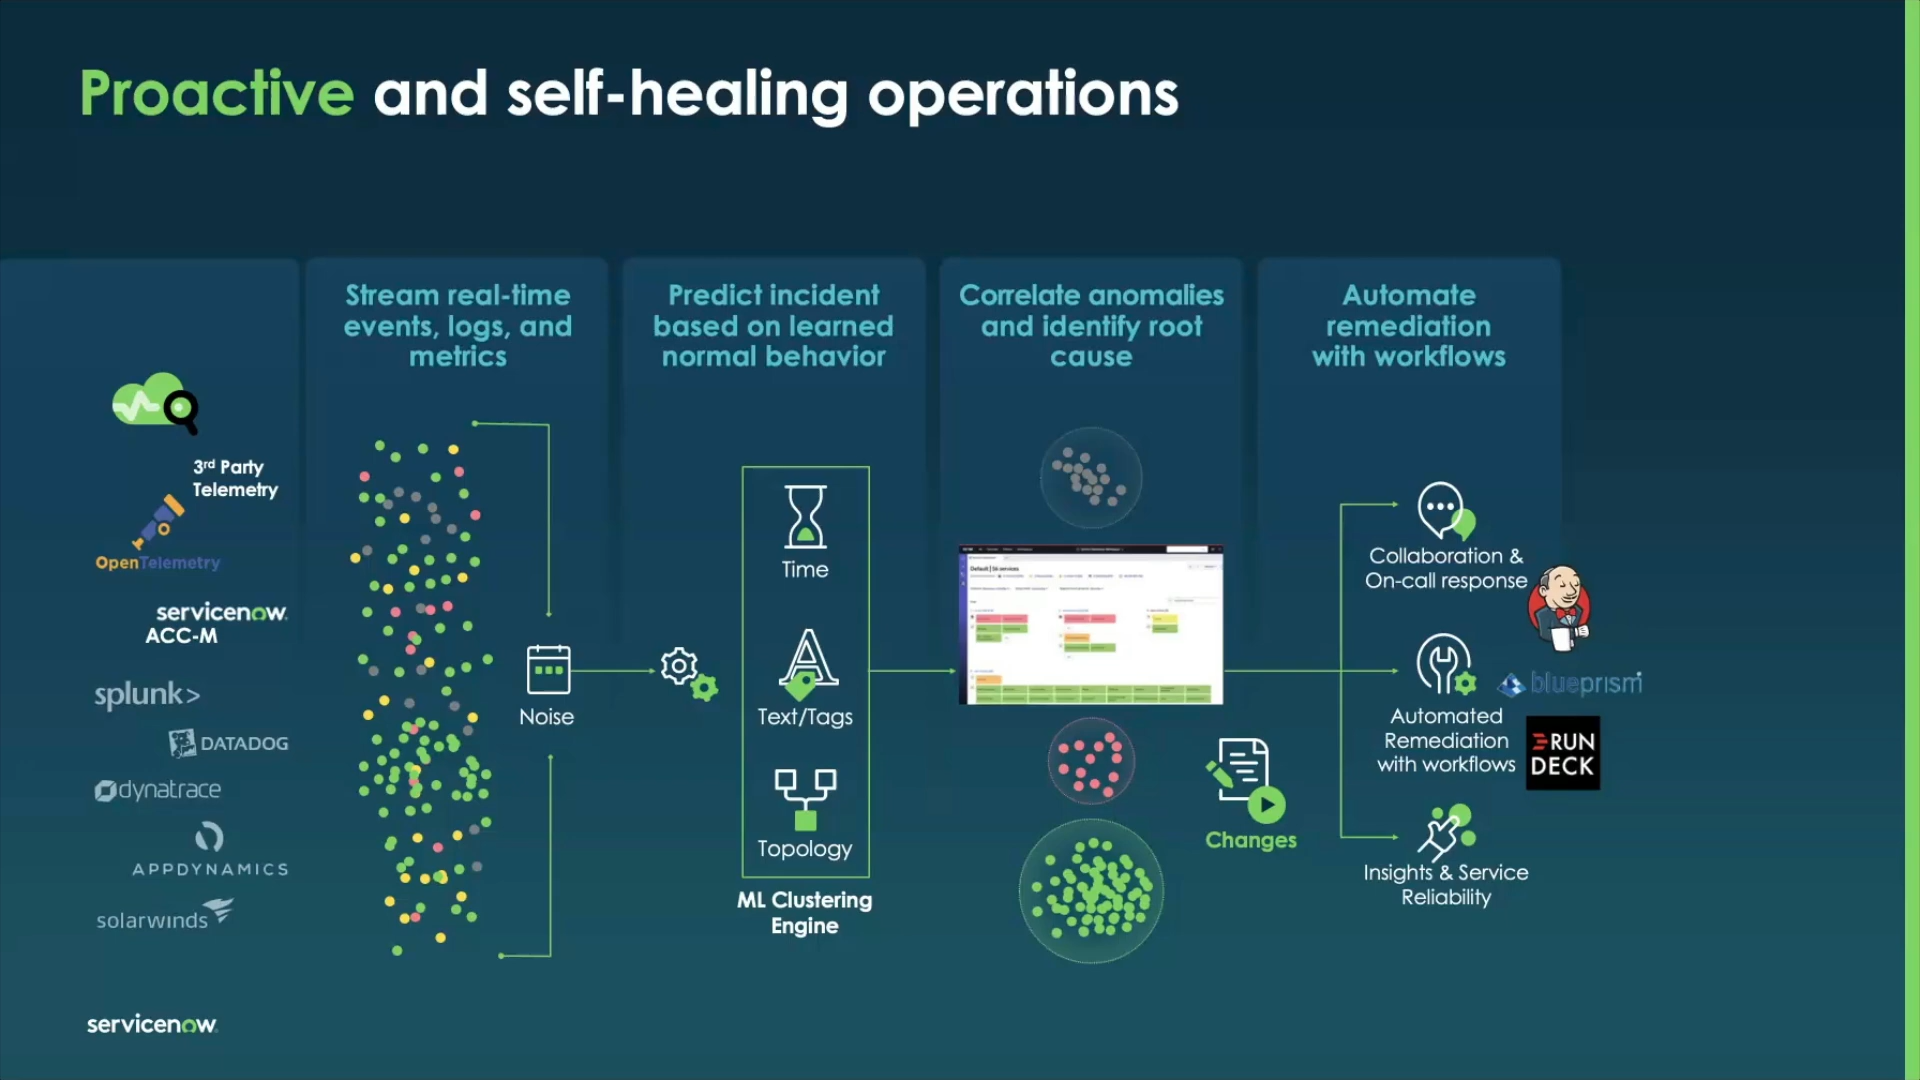 Proactive and self-healing operations
Stream real-time
events, logs, and
metrics
Predict incident
based on learned
normal behavior
Correlate anomalies
and identify root
cause
Automate
remediation
with workflows
3rd Party
Telemetry
OpenTelemetry
servicenow.
ACC-M
splunk>
DATADOG
dynatrace
APPDYNAMICS
solarwinds
Noise
Time
Text/Tags
Topology
ML Clustering
Engine
Default | 56 services
Changes
Collaboration &
On-call response
blueprism
Automated
Remediation
with workflows
RUN
DECK
Insights & Service
Reliability
servicenow.